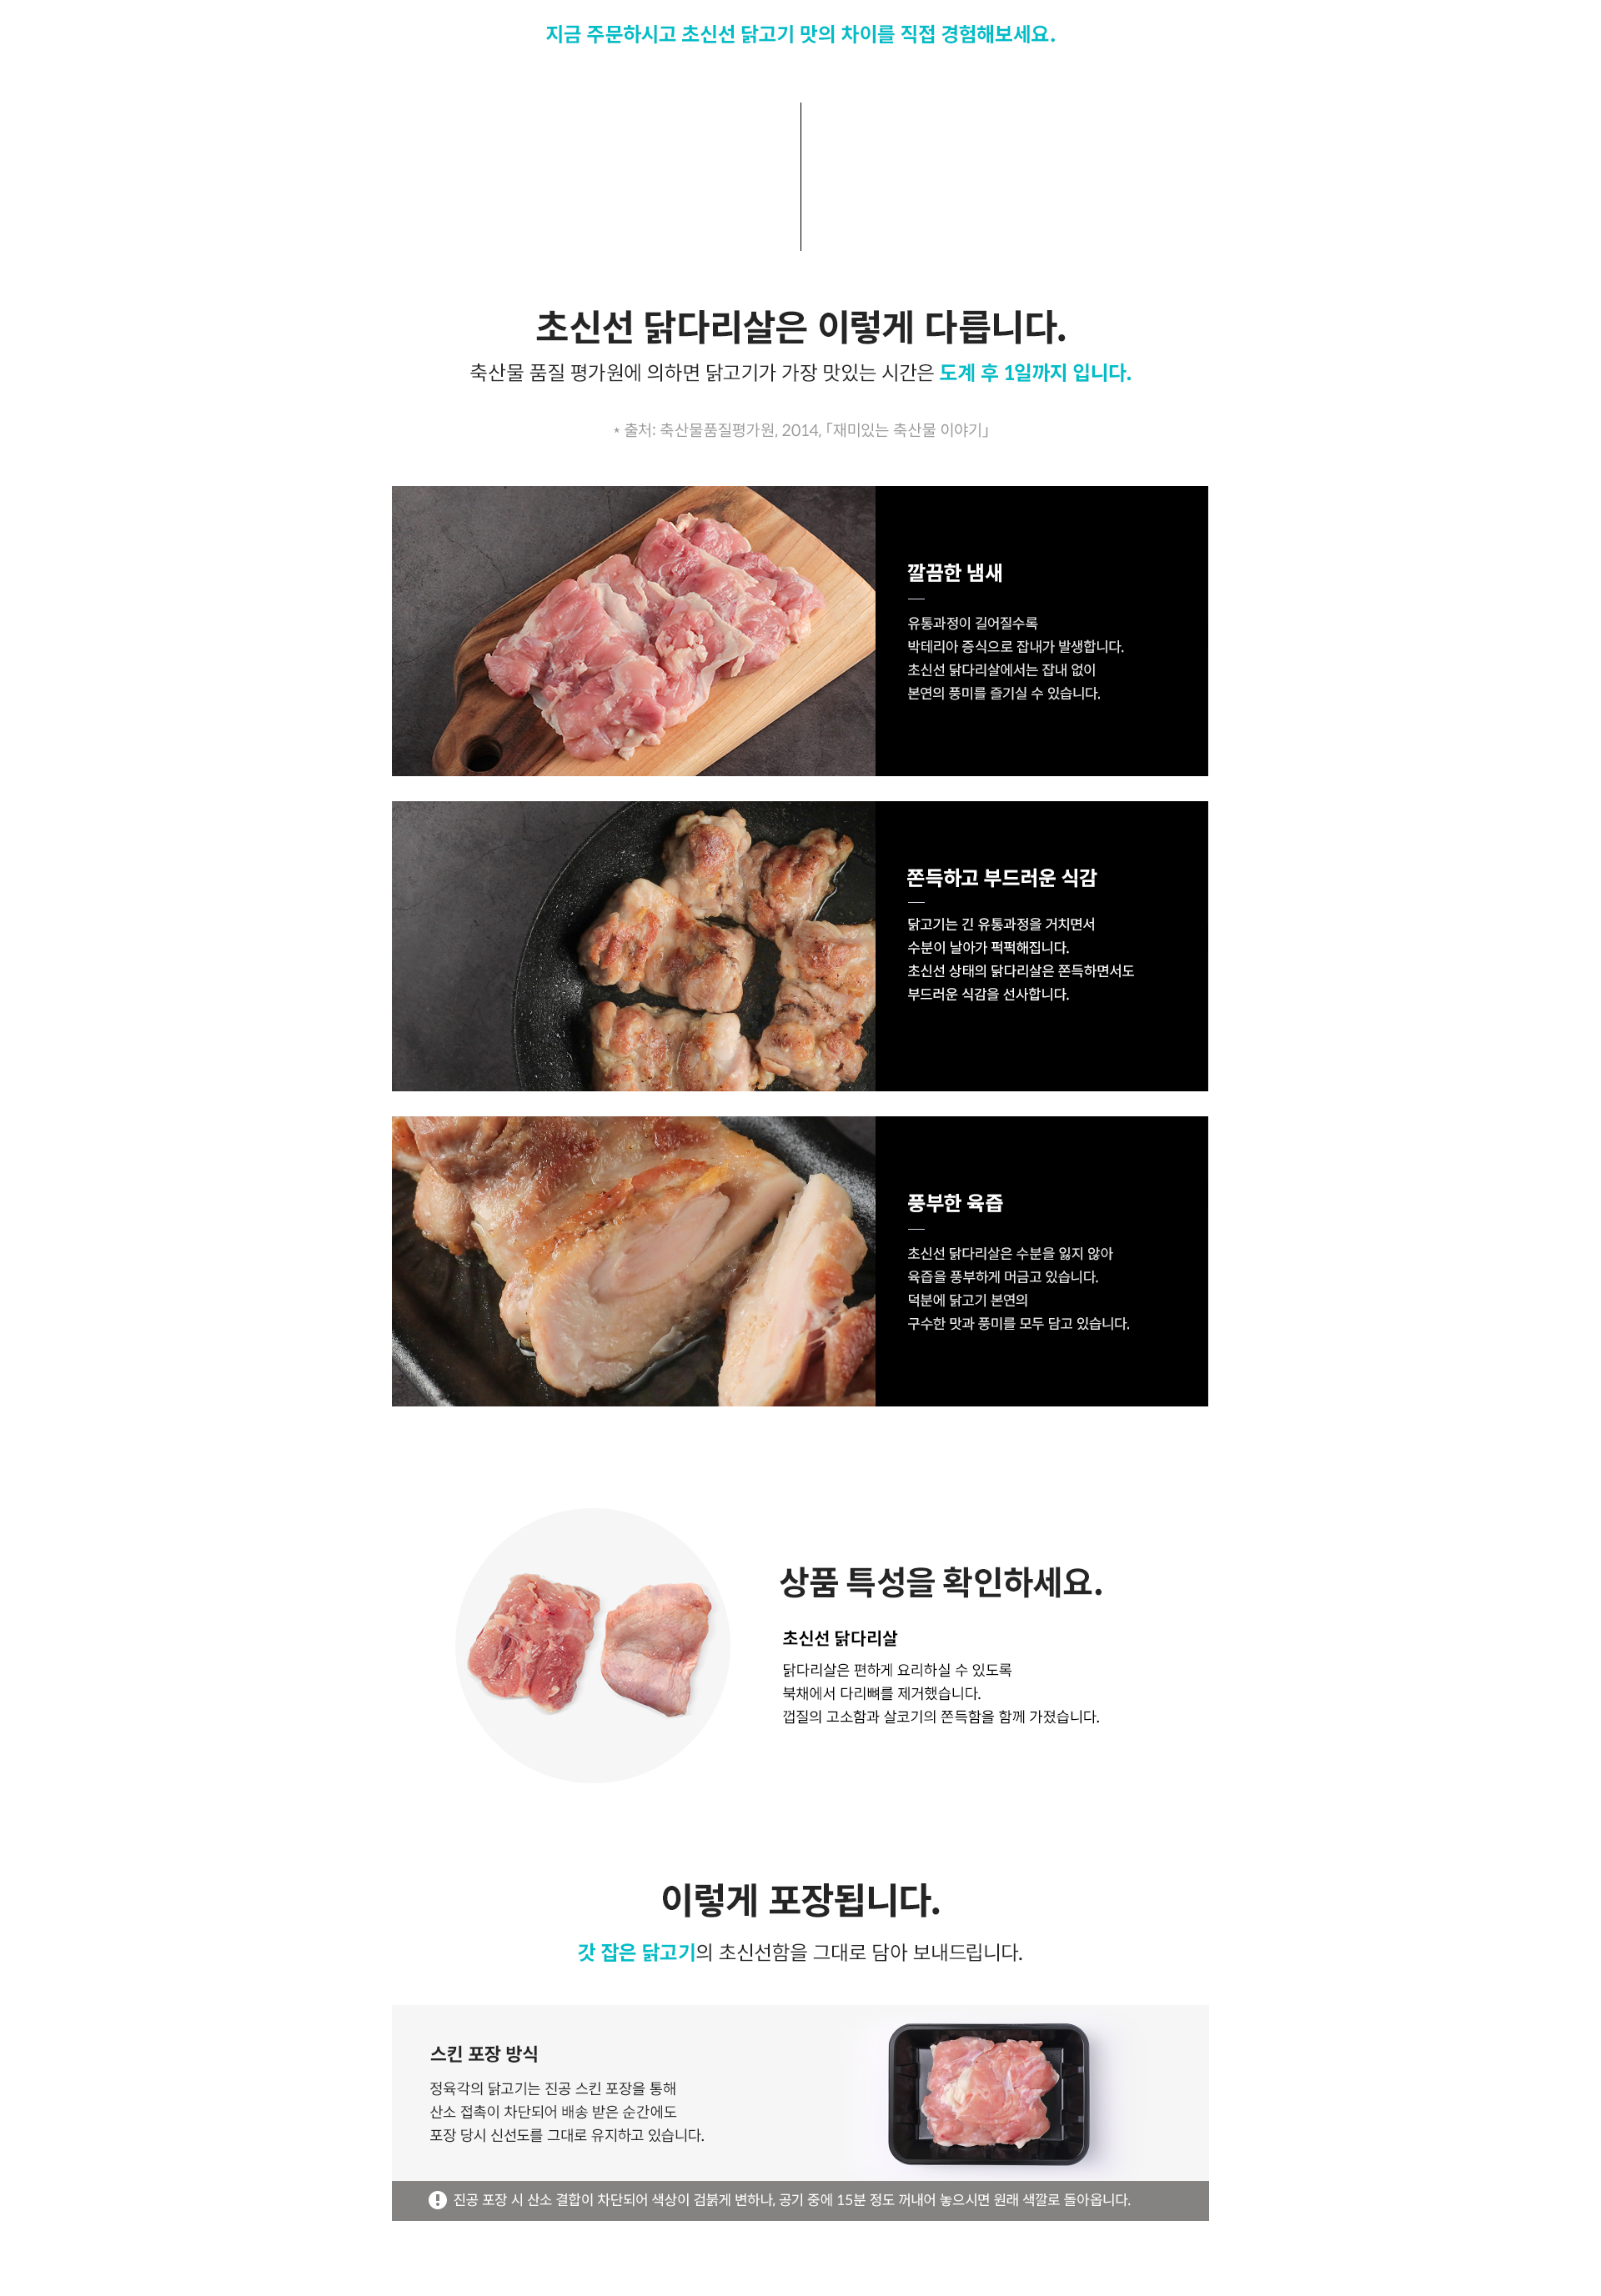 지금 주문하시고 초신선 닭고기 맛의 차이를 직접 경험해보세요.
초신선 닭다리살은 이렇게 다릅니다.
축산물 품질 평가원에 의하면 닭고기가 가장 맛있는 시간은 도계 후 1일까지 입니다.
* 출처: 축산물품질평가원, 2014, 「재미있는 축산물 이야기」
깔끔한 냄새
유통과정이 길어질수록
박테리아 증식으로 잡내가 발생합니다.
초신선 닭다리살에서는 잡내 없이
본연의 풍미를 즐기실 수 있습니다.
쫀득하고 부드러운 식감
닭고기는 긴 유통과정을 거치면서
수분이 날아가 퍽퍽해집니다.
초신선 상태의 닭다리살은 쫀득하면서도
부드러운 식감을 선사합니다.
풍부한 육즙
초신선 닭다리살은 수분을 잃지 않아
육즙을 풍부하게 머금고 있습니다.
덕분에 닭고기 본연의
구수한 맛과 풍미를 모두 담고 있습니다.
상품 특성을 확인하세요.
초신선 닭다리살
닭다리살은 편하게 요리하실 수 있도록
북채에서 다리뼈를 제거했습니다.
껍질의 고소함과 살코기의 쫀득함을 함께 가졌습니다.
이렇게 포장됩니다.
갓 잡은 닭고기의 초신선함을 그대로 담아 보내드립니다.
스킨 포장 방식
정육각의 닭고기는 진공 스킨 포장을 통해
산소 접촉이 차단되어 배송 받은 순간에도
포장 당시 신선도를 그대로 유지하고 있습니다.
진공 포장 시 산소 결합이 차단되어 색상이 검붉게 변하나, 공기 중에 15분 정도 꺼내어 놓으시면 원래 색깔로 돌아옵니다.